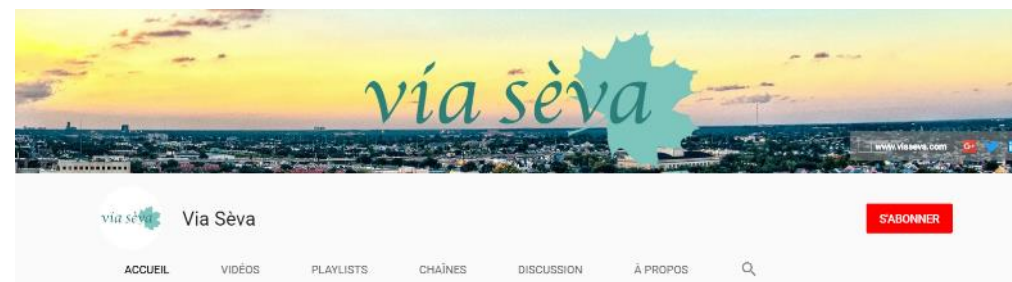 vía sèva
www.viaseva.com
vía sèva
Via Sèva
S'ABONNER
ACCUEIL VIDÉOS PLAYLISTS CHAÎNES DISCUSSION À PROPOS